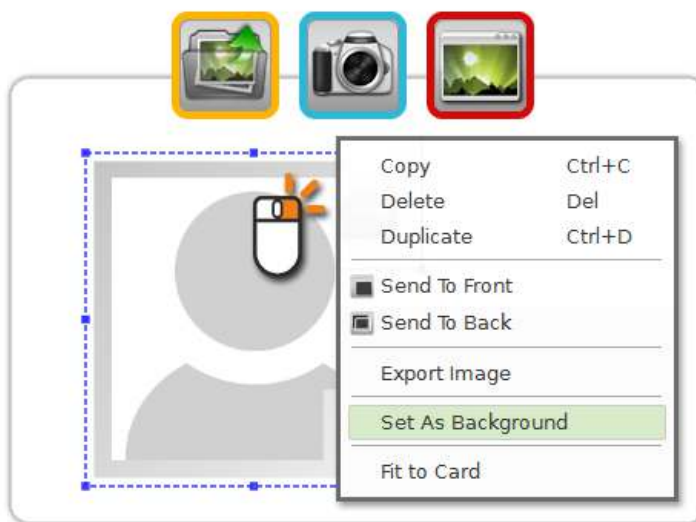 Copy Ctrl+C
Delete Del
Duplicate Ctrl+D
Send To Front
Send To Back
Export Image
Set As Background
Fit to Card